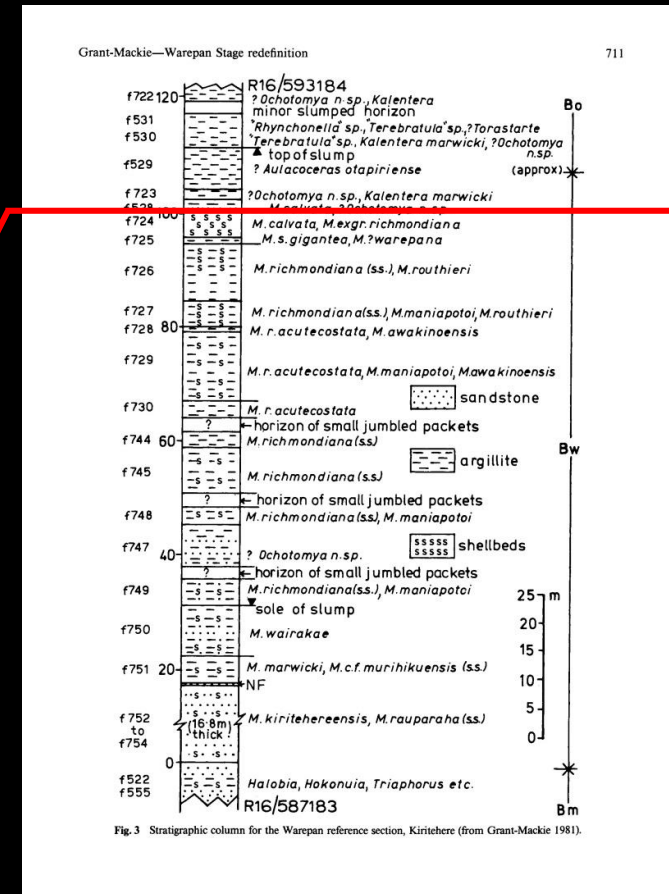 Grant-Mackie—Warepan Stage redefinition 711
R16/593184
f722 120 ? Ochotomya n·sp., Kalentera
minor slumped horizon
Bo
f531 "Rhynchonella" sp., "Terebratula" sp., ?Torastarte
f530 "Terebratula" sp., Kalentera marwicki, ?Ochotomya n.sp.
top of slump
f529 ? Aulacoceras otapiriense (approx)
f723 ?Ochotomya n.sp., Kalentera marwicki
100
f724 M. calvata, M.exgr. richmondiana
f725 M.s.gigantea, M.?warepana
f726 M.richmondiana (s.s.), M.routhieri
f727 M. richmondiana(s.s.), M.maniapotoi, M.routhieri
f728 80 M. r.acutecostata, M.awakinoensis
f729 M. r. acutecostata, M.maniapotoi, M.awakinoensis
sandstone
f730 M. r. acutecostata
? horizon of small jumbled packets
f744 60 M.richmondiana (s.s.)
Bw
argillite
f745 M. richmondiana (s.s.)
? horizon of small jumbled packets
f748 M.richmondiana (s.s.), M. maniapotoi
sssss shellbeds
sssss
f747 40 ? Ochotomya n.sp.
? horizon of small jumbled packets
f749 M.richmondiana(s.s.), M.maniapotoi
25 m
sole of slump
20
f750 M. wairakae
15
f751 20 M. marwicki, M.c.f. murihikuensis (s.s.)
10
NF
5
f752 M. kiritehereensis, M. rauparaha (s.s.)
to (16·8m) thick
f754
0
0
f522 Halobia, Hokonuia, Triaphorus etc.
f555
R16/587183
Bm
Fig. 3 Stratigraphic column for the Warepan reference section, Kiritehere (from Grant-Mackie 1981).